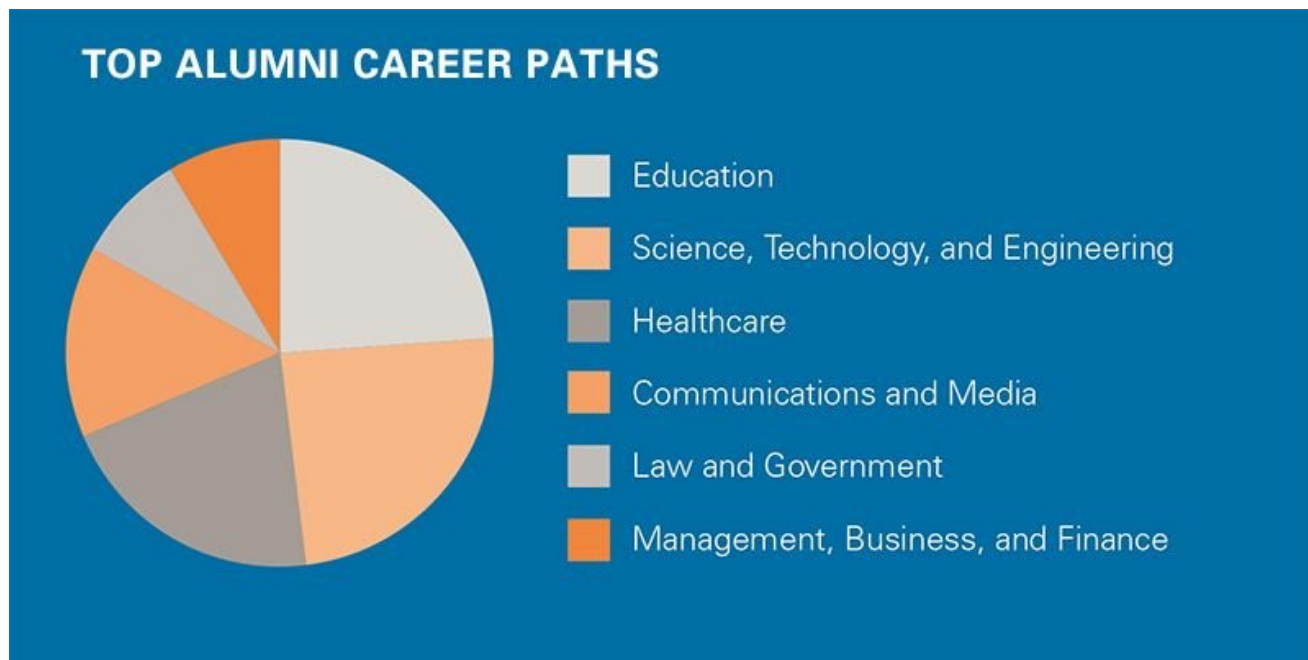 TOP ALUMNI CAREER PATHS
Education
Science, Technology, and Engineering
Healthcare
Communications and Media
Law and Government
Management, Business, and Finance